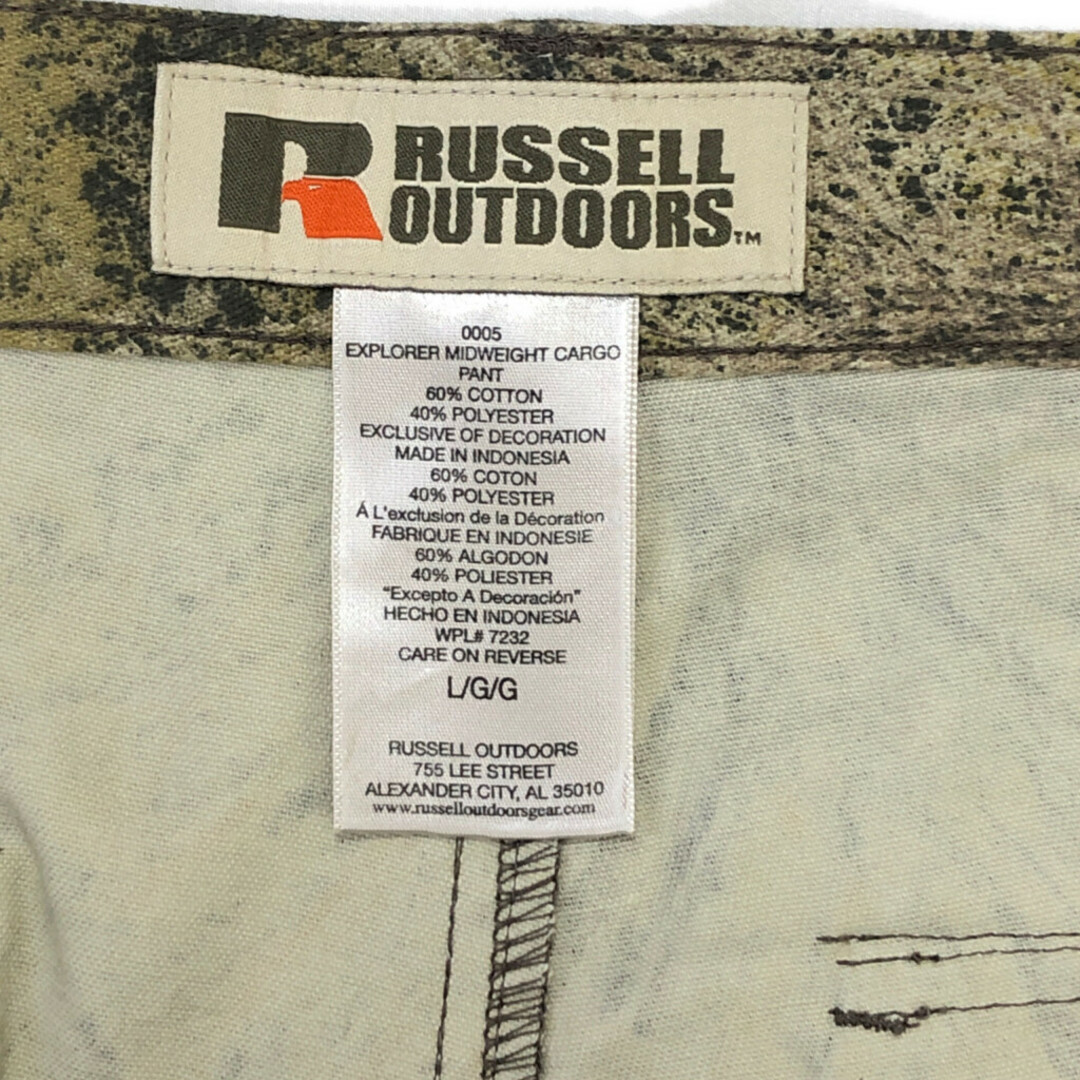 RUSSELL
OUTDOORS™
0005
EXPLORER MIDWEIGHT CARGO
PANT
60% COTTON
40% POLYESTER
EXCLUSIVE OF DECORATION
MADE IN INDONESIA
60% COTON
40% POLYESTER
Á L'exclusion de la Décoration
FABRIQUE EN INDONESIE
60% ALGODON
40% POLIESTER
"Excepto A Decoración"
HECHO EN INDONESIA
WPL# 7232
CARE ON REVERSE
L/G/G
RUSSELL OUTDOORS
755 LEE STREET
ALEXANDER CITY, AL 35010
www.russelloutdoorsgear.com